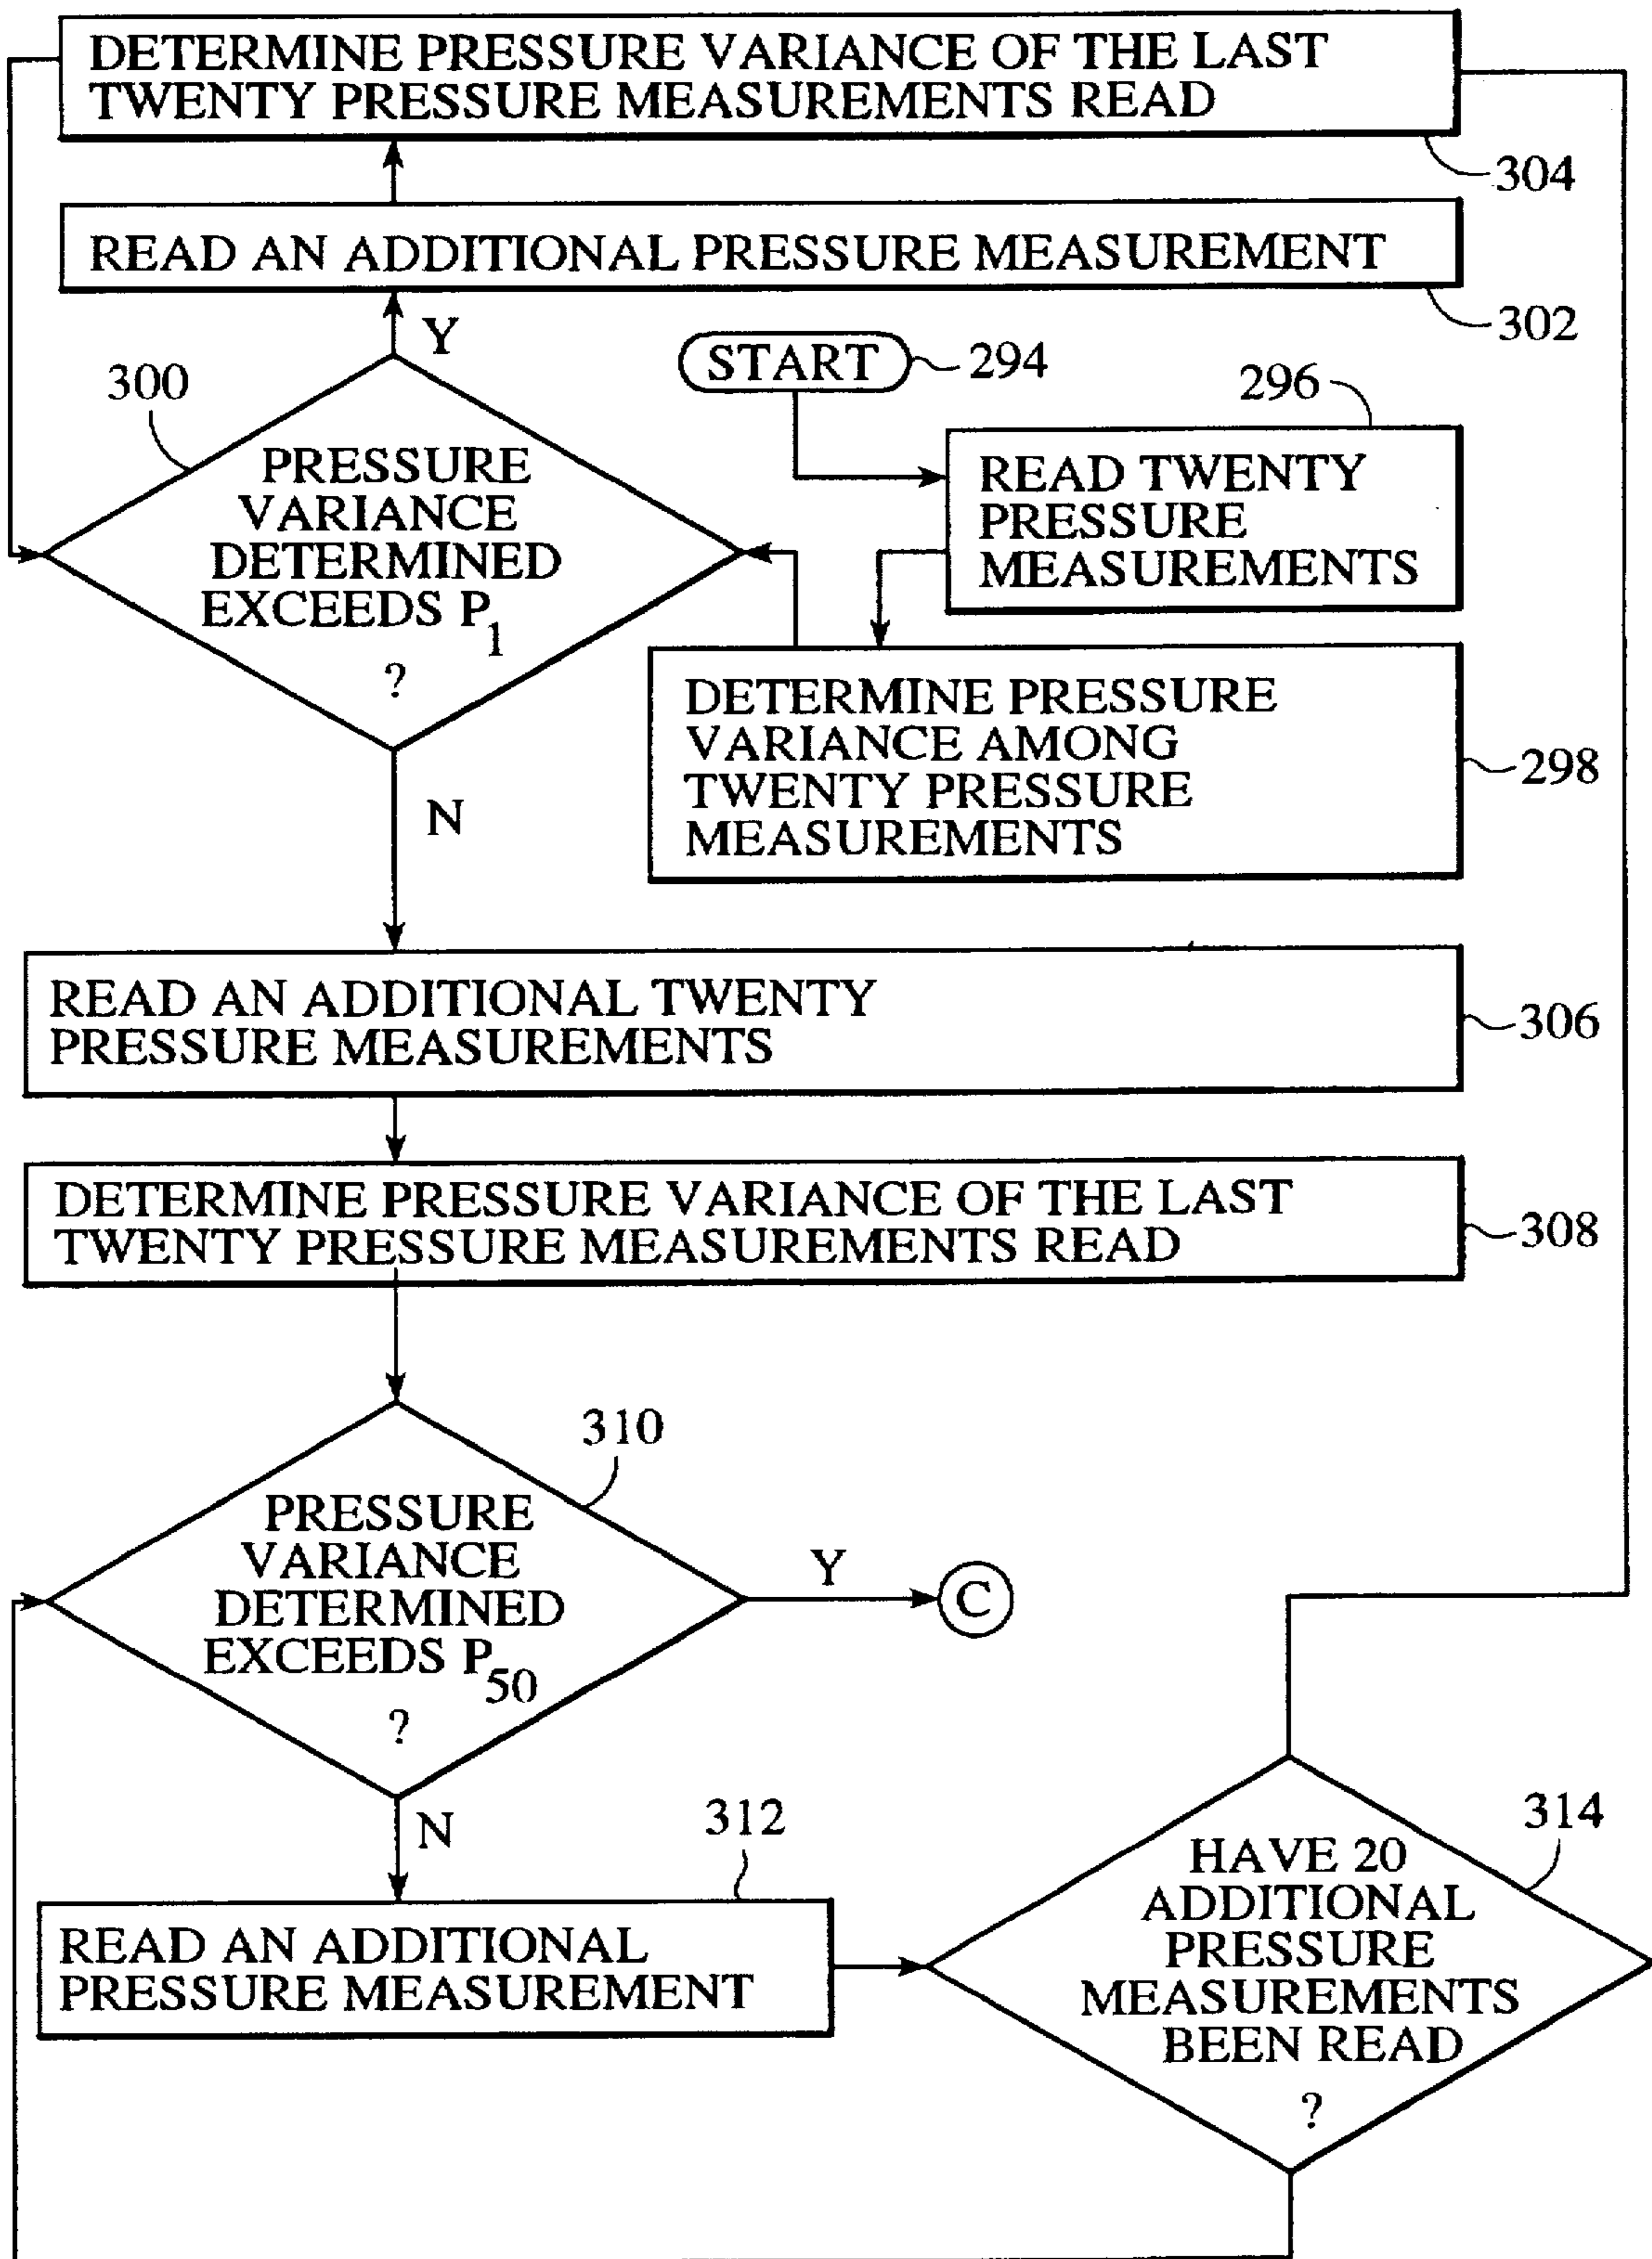 DETERMINE PRESSURE VARIANCE OF THE LAST
TWENTY PRESSURE MEASUREMENTS READ
304
READ AN ADDITIONAL PRESSURE MEASUREMENT
302
Y
START
294
300
296
PRESSURE
VARIANCE
DETERMINED
EXCEEDS P1
?
READ TWENTY
PRESSURE
MEASUREMENTS
DETERMINE PRESSURE
VARIANCE AMONG
TWENTY PRESSURE
MEASUREMENTS
298
N
READ AN ADDITIONAL TWENTY
PRESSURE MEASUREMENTS
306
DETERMINE PRESSURE VARIANCE OF THE LAST
TWENTY PRESSURE MEASUREMENTS READ
308
310
PRESSURE
VARIANCE
DETERMINED
EXCEEDS P50
?
Y
C
N
312
READ AN ADDITIONAL
PRESSURE MEASUREMENT
314
HAVE 20
ADDITIONAL
PRESSURE
MEASUREMENTS
BEEN READ
?